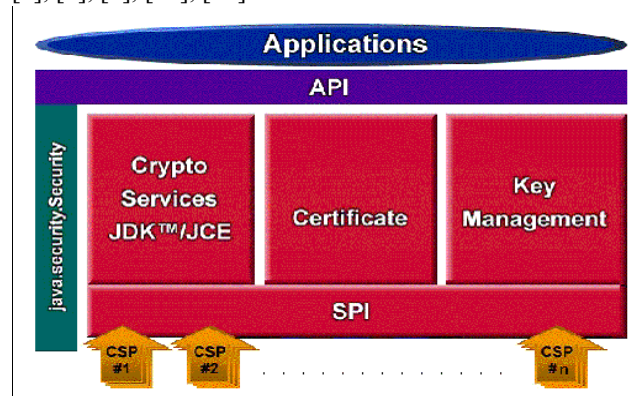 Applications
API
java.security.Security
Crypto
Services
JDK™/JCE
Certificate
Key
Management
SPI
CSP
#1
CSP
#2
. . . . . . . . . . . . .
CSP
#n